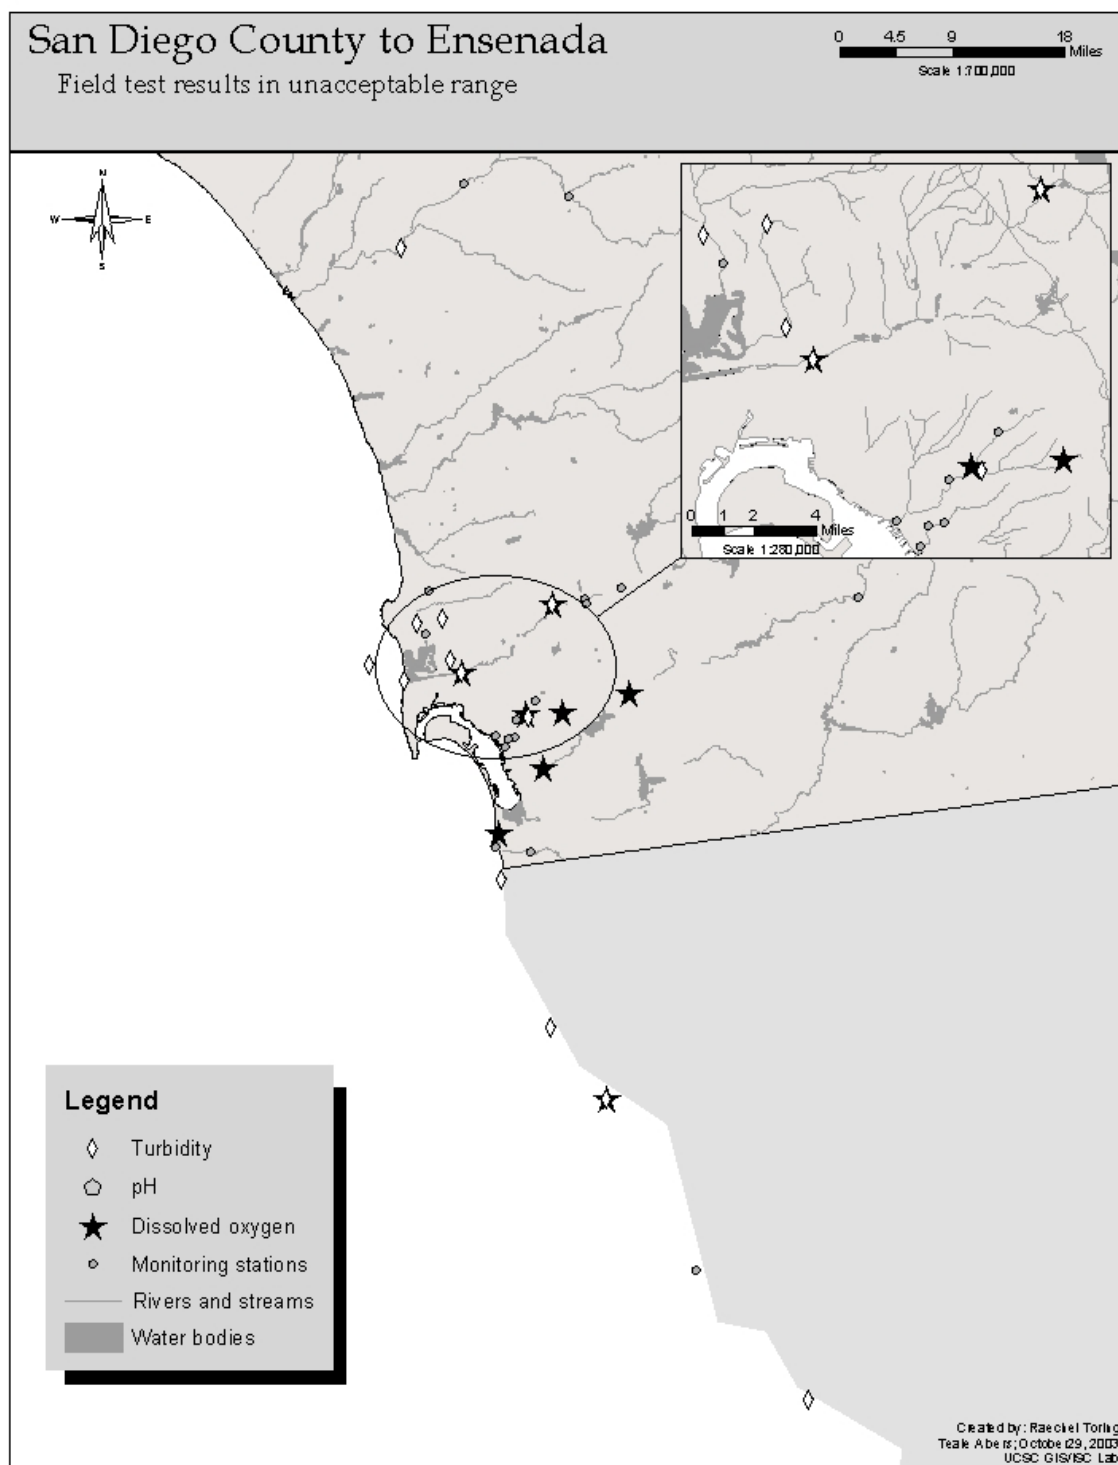 San Diego County to Ensenada
Field test results in unacceptable range
0 4.5 9 18
Miles
Scale 1:700,000
N
W E
S
0 1 2 4
Miles
Scale 1:280,000
Legend
Turbidity
pH
Dissolved oxygen
Monitoring stations
Rivers and streams
Water bodies
Created by: Raechel
Teale Albers; October 29, 2003
UCSC GIS/ISC Lab